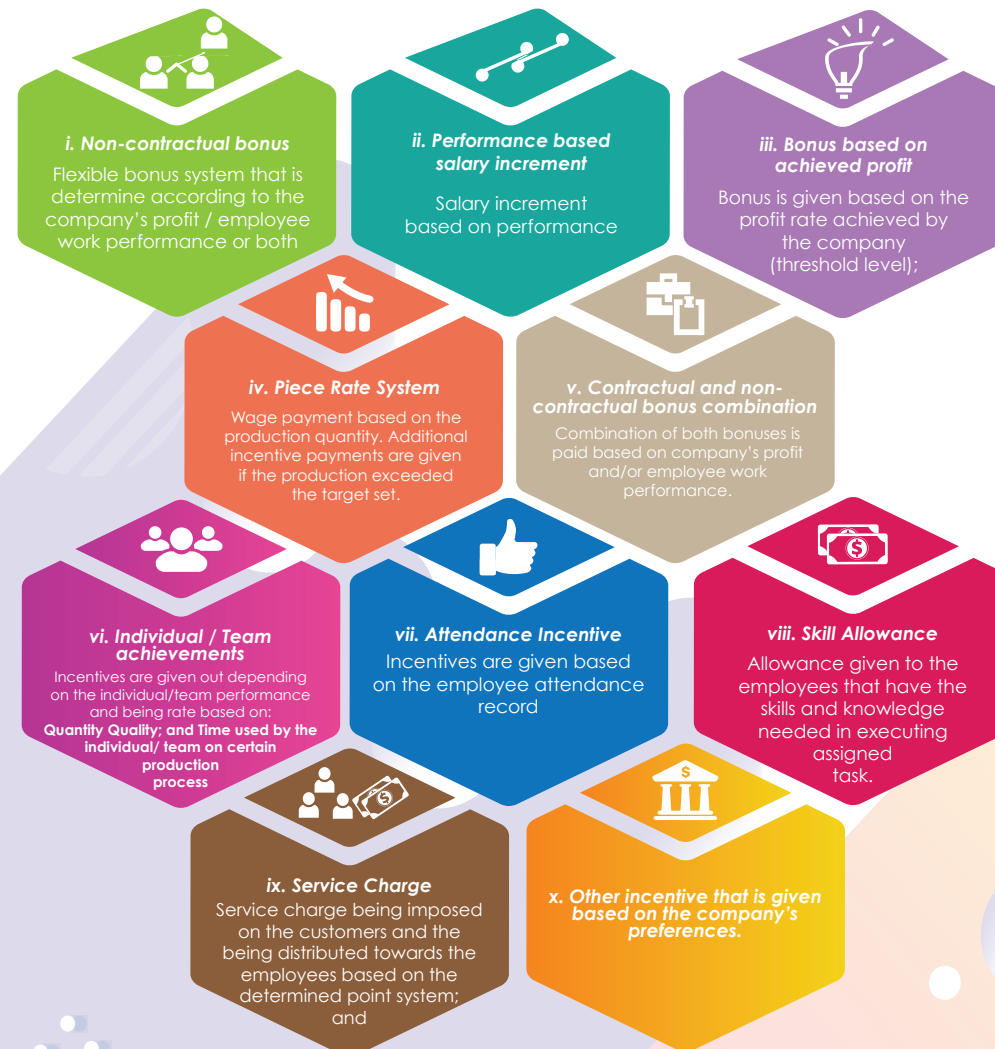 i. Non-contractual bonus
Flexible bonus system that is
determine according to the
company's profit / employee
work performance or both
ii. Performance based
salary increment
Salary increment
based on performance
iii. Bonus based on
achieved profit
Bonus is given based on the
profit rate achieved by
the company
(threshold level);
iv. Piece Rate System
Wage payment based on the
production quantity. Additional
incentive payments are given
if the production exceeded
the target set.
v. Contractual and non-
contractual bonus combination
Combination of both bonuses is
paid based on company's profit
and/or employee work
performance.
vi. Individual / Team
achievements
Incentives are given out depending
on the individual/team performance
and being rate based on:
Quantity Quality; and Time used by the
individual/ team on certain
production
process
vii. Attendance Incentive
Incentives are given based
on the employee attendance
record
viii. Skill Allowance
Allowance given to the
employees that have the
skills and knowledge
needed in executing
assigned
task.
ix. Service Charge
Service charge being imposed
on the customers and the
being distributed towards the
employees based on the
determined point system;
and
x. Other incentive that is given
based on the company's
preferences.